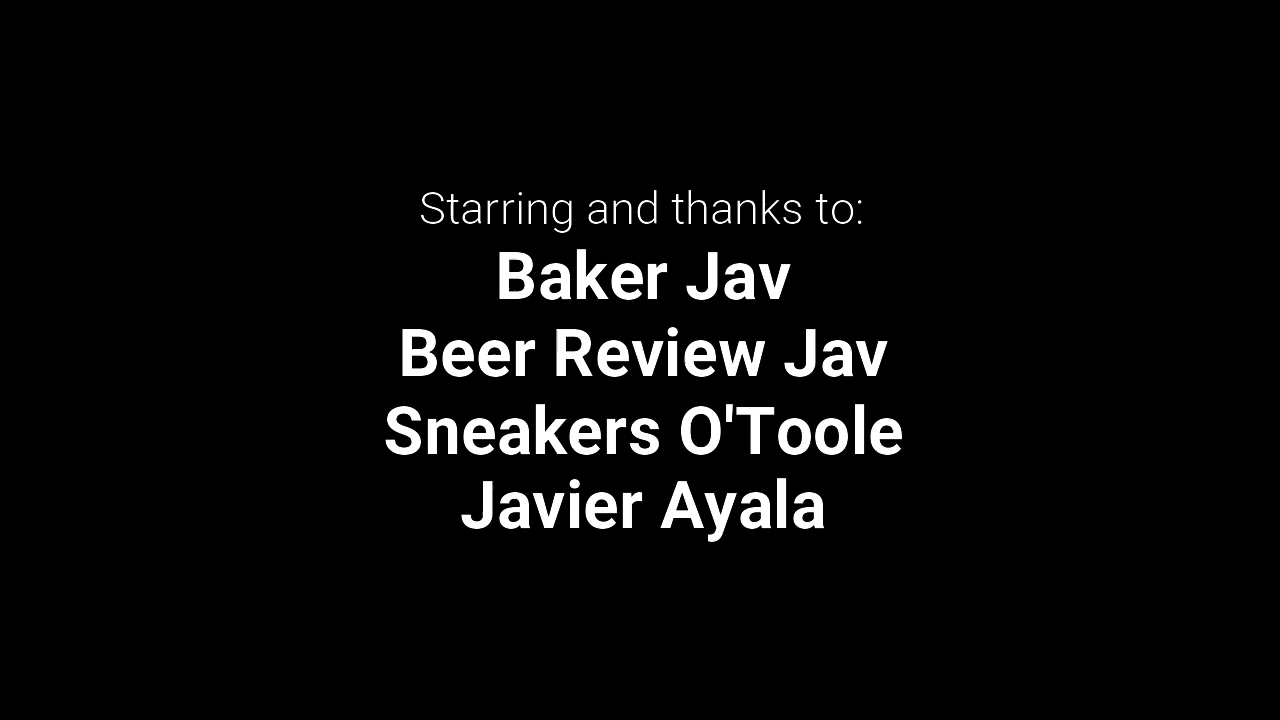 Starring and thanks to:
Baker Jav
Beer Review Jav
Sneakers O'Toole
Javier Ayala